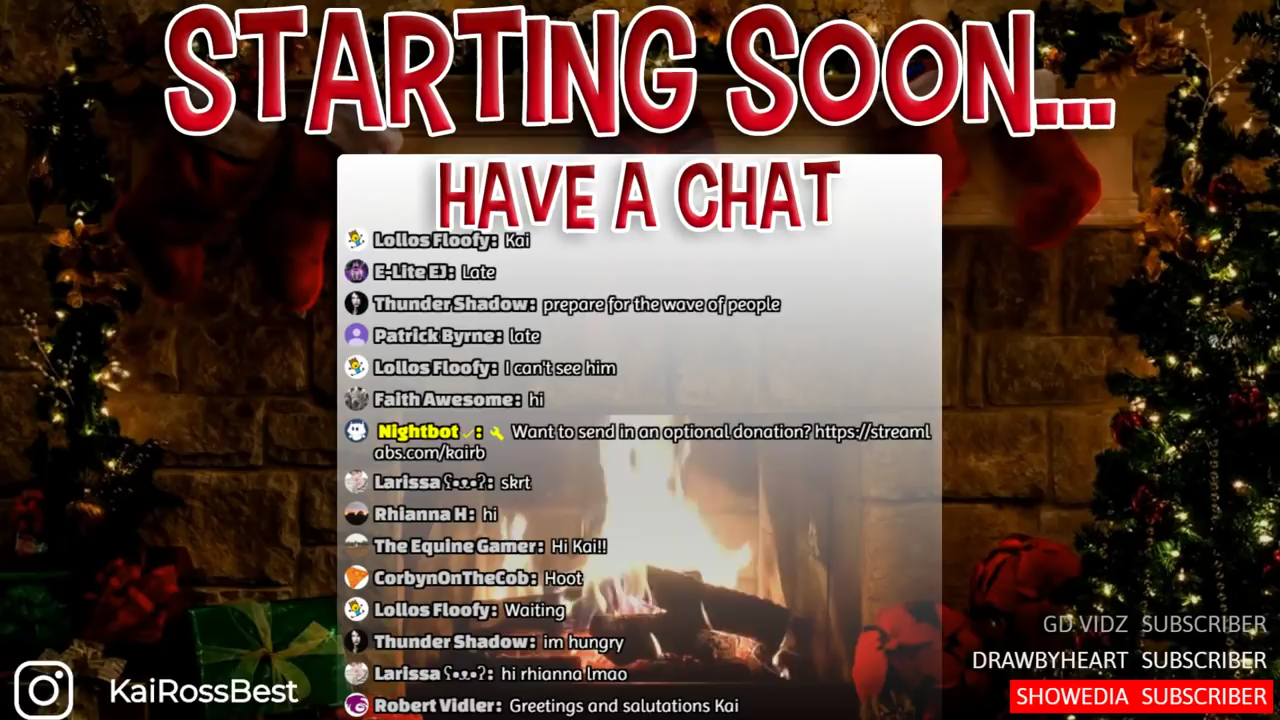 STARTING SOON...
HAVE A CHAT
Lollos Floofy: Kai
E-Lite EJ: Late
Thunder Shadow: prepare for the wave of people
Patrick Byrne: late
Lollos Floofy: I can't see him
Faith Awesome: hi
Nightbot ✓: Want to send in an optional donation? https://streaml
abs.com/kairb
Larissa ʕ•ᴥ•ʔ: skrt
Rhianna H: hi
The Equine Gamer: Hi Kai!!
CorbynOnTheCob: Hoot
Lollos Floofy: Waiting
Thunder Shadow: im hungry
Larissa ʕ•ᴥ•ʔ: hi rhianna lmao
Robert Vidler: Greetings and salutations Kai
KaiRossBest
GD VIDZ SUBSCRIBER
DRAWBYHEART SUBSCRIBER
SHOWEDIA SUBSCRIBER